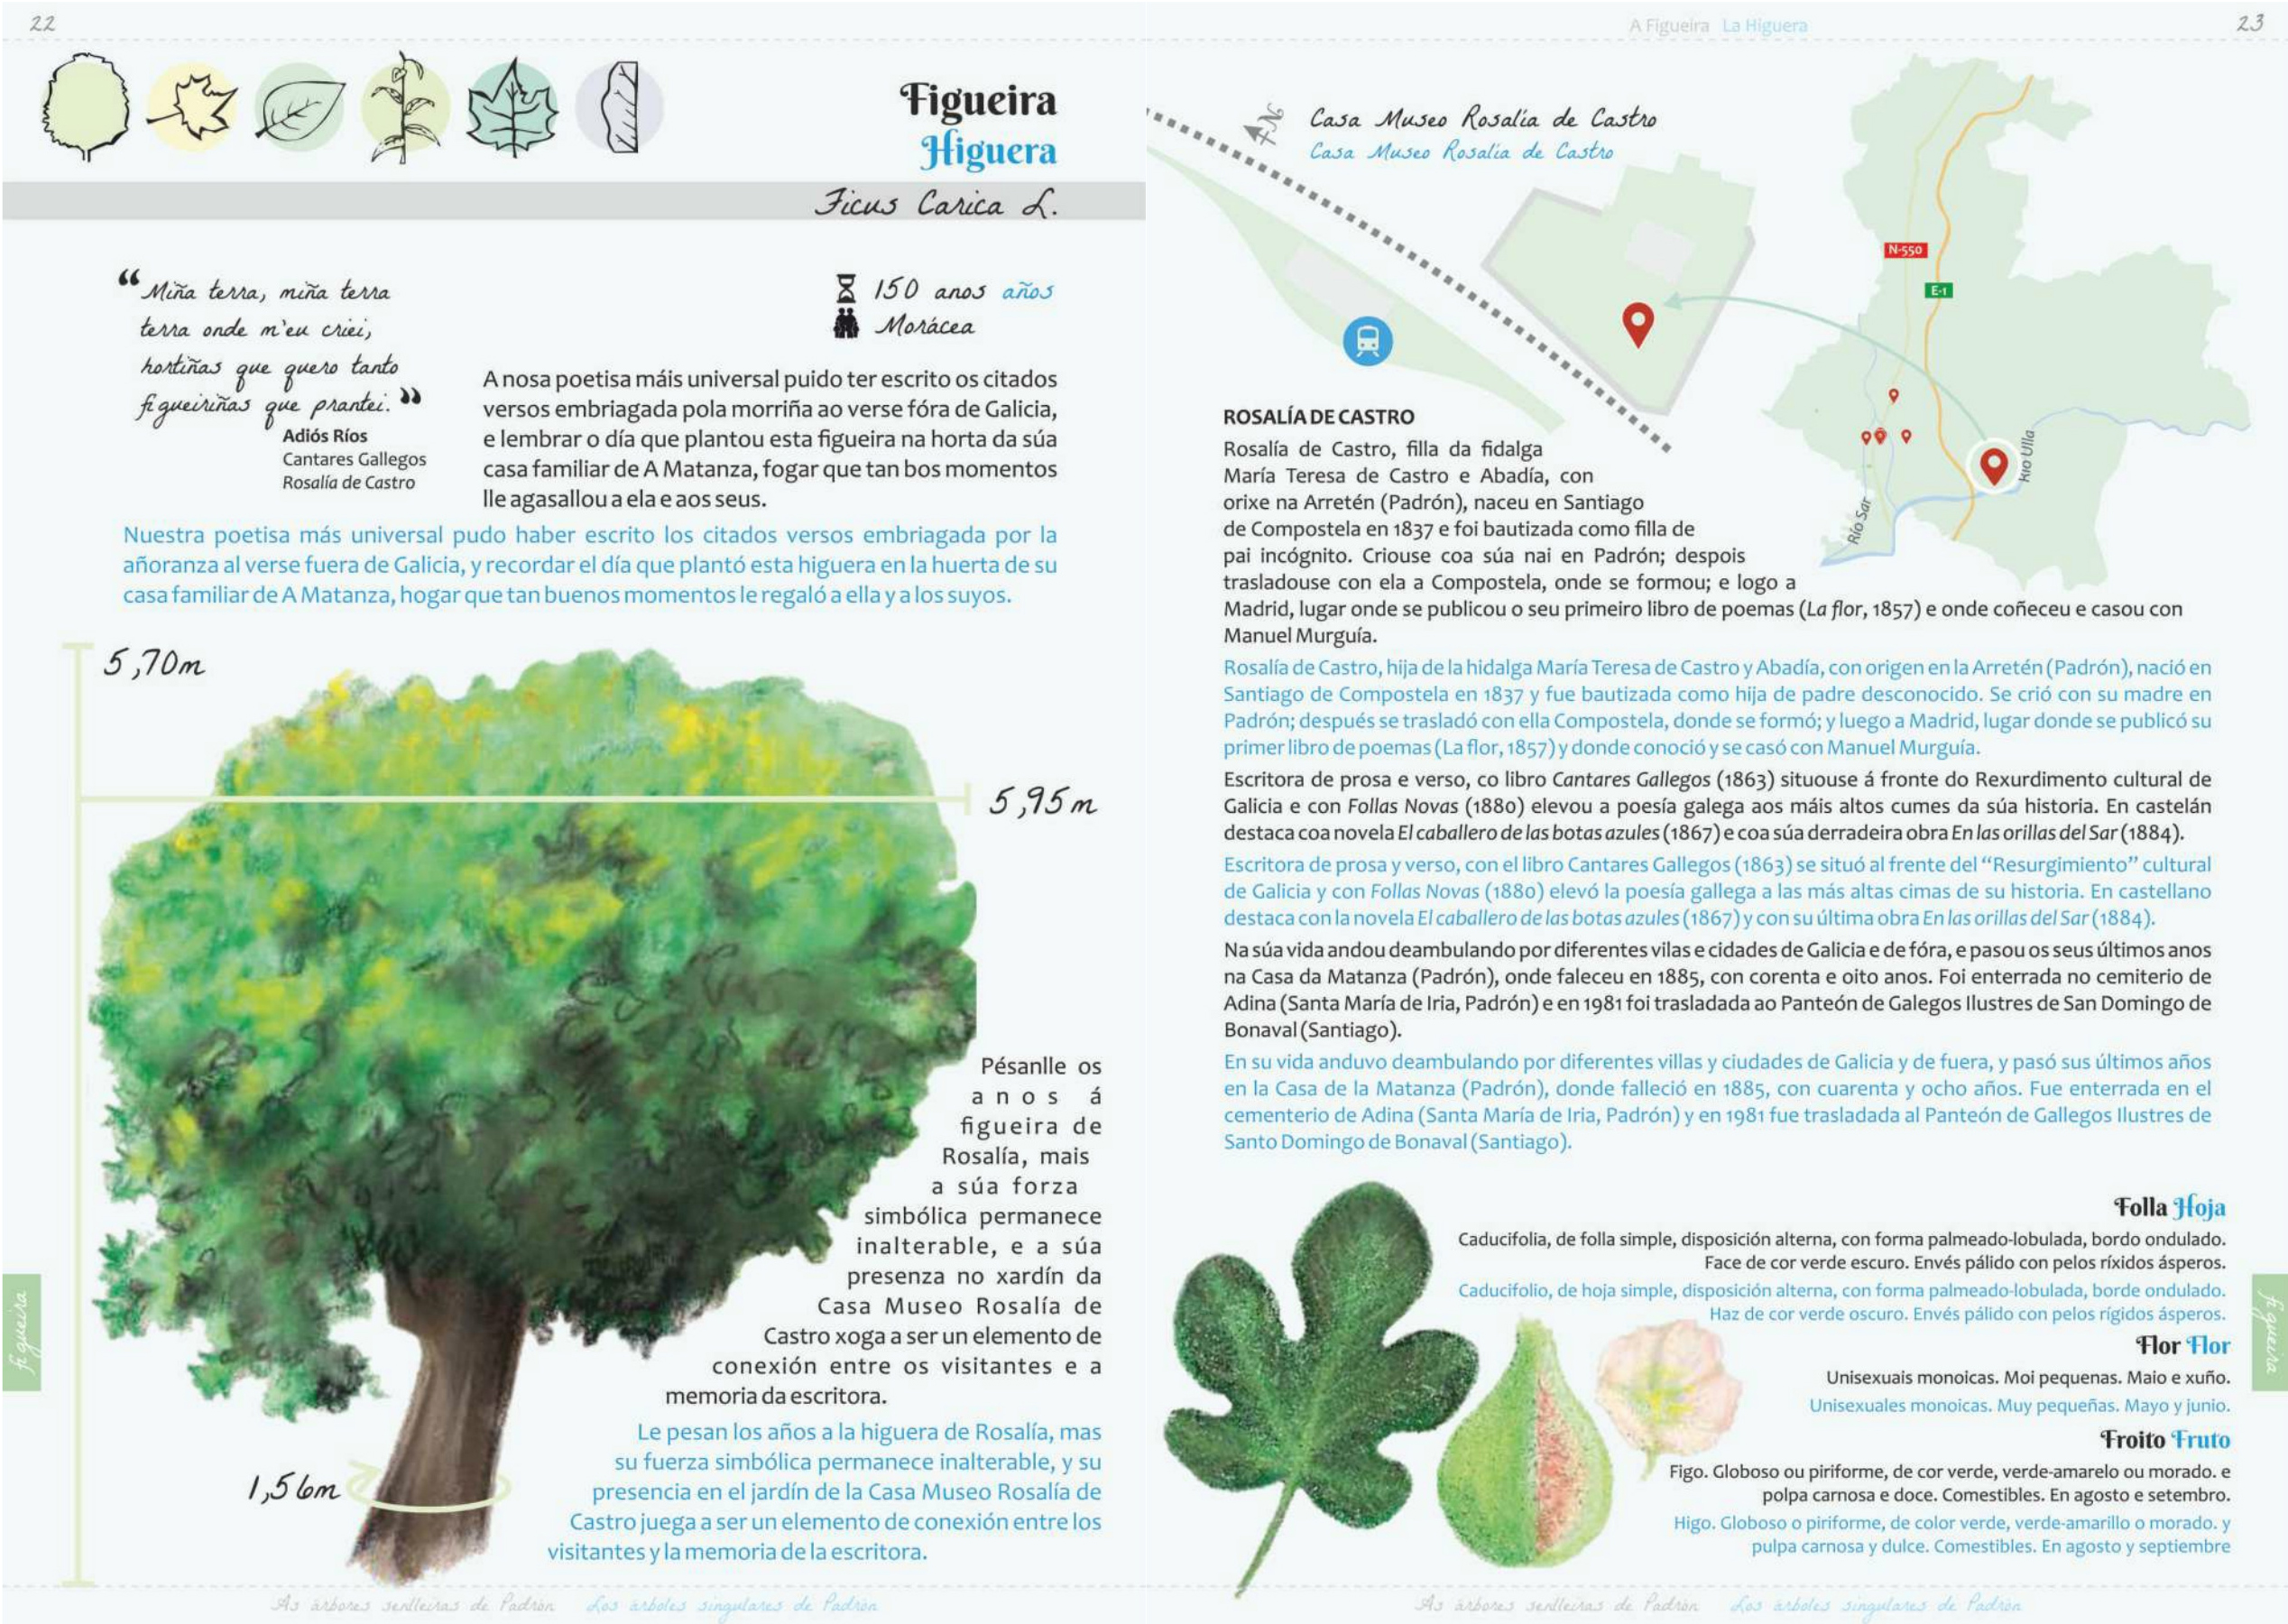 22
Figueira
Higuera
Ficus Carica L.
“ Miña terra, miña terra
terra onde m'eu criei,
hortiñas que quero tanto
figueiriñas que prantei. ”
Adiós Ríos
Cantares Gallegos
Rosalía de Castro
150 anos años
Morácea
A nosa poetisa máis universal puido ter escrito os citados
versos embriagada pola morriña ao verse fóra de Galicia,
e lembrar o día que plantou esta figueira na horta da súa
casa familiar de A Matanza, fogar que tan bos momentos
lle agasallou a ela e aos seus.
Nuestra poetisa más universal pudo haber escrito los citados versos embriagada por la
añoranza al verse fuera de Galicia, y recordar el día que plantó esta higuera en la huerta de su
casa familiar de A Matanza, hogar que tan buenos momentos le regaló a ella y a los suyos.
5,70m
5,95m
Pésanlle os
anos á
figueira de
Rosalía, mais
a súa forza
simbólica permanece
inalterable, e a súa
presenza no xardín da
Casa Museo Rosalía de
Castro xoga a ser un elemento de
conexión entre os visitantes e a
memoria da escritora.
Le pesan los años a la higuera de Rosalía, mas
su fuerza simbólica permanece inalterable, y su
presencia en el jardín de la Casa Museo Rosalía de
Castro juega a ser un elemento de conexión entre los
visitantes y la memoria de la escritora.
1,56m
figueira
As árbores senlleiras de Padrón Los árboles singulares de Padrón
A Figueira La Higuera
23
N
Casa Museo Rosalía de Castro
Casa Museo Rosalía de Castro
N-550
E-1
Río Ulla
Río Sar
ROSALÍA DE CASTRO
Rosalía de Castro, filla da fidalga
María Teresa de Castro e Abadía, con
orixe na Arretén (Padrón), naceu en Santiago
de Compostela en 1837 e foi bautizada como filla de
pai incógnito. Criouse coa súa nai en Padrón; despois
trasladouse con ela a Compostela, onde se formou; e logo a
Madrid, lugar onde se publicou o seu primeiro libro de poemas (La flor, 1857) e onde coñeceu e casou con
Manuel Murguía.
Rosalía de Castro, hija de la hidalga María Teresa de Castro y Abadía, con origen en la Arretén (Padrón), nació en
Santiago de Compostela en 1837 y fue bautizada como hija de padre desconocido. Se crió con su madre en
Padrón; después se trasladó con ella Compostela, donde se formó; y luego a Madrid, lugar donde se publicó su
primer libro de poemas (La flor, 1857) y donde conoció y se casó con Manuel Murguía.
Escritora de prosa e verso, co libro Cantares Gallegos (1863) situouse á fronte do Rexurdimento cultural de
Galicia e con Follas Novas (1880) elevou a poesía galega aos máis altos cumes da súa historia. En castelán
destaca coa novela El caballero de las botas azules (1867) e coa súa derradeira obra En las orillas del Sar (1884).
Escritora de prosa y verso, con el libro Cantares Gallegos (1863) se situó al frente del “Resurgimiento” cultural
de Galicia y con Follas Novas (1880) elevó la poesía gallega a las más altas cimas de su historia. En castellano
destaca con la novela El caballero de las botas azules (1867) y con su última obra En las orillas del Sar (1884).
Na súa vida andou deambulando por diferentes vilas e cidades de Galicia e de fóra, e pasou os seus últimos anos
na Casa da Matanza (Padrón), onde faleceu en 1885, con corenta e oito anos. Foi enterrada no cemiterio de
Adina (Santa María de Iria, Padrón) e en 1981 foi trasladada ao Panteón de Galegos Ilustres de San Domingo de
Bonaval (Santiago).
En su vida anduvo deambulando por diferentes villas y ciudades de Galicia y de fuera, y pasó sus últimos años
en la Casa de la Matanza (Padrón), donde falleció en 1885, con cuarenta y ocho años. Fue enterrada en el
cementerio de Adina (Santa María de Iria, Padrón) y en 1981 fue trasladada al Panteón de Gallegos Ilustres de
Santo Domingo de Bonaval (Santiago).
Folla Hoja
Caducifolia, de folla simple, disposición alterna, con forma palmeado-lobulada, bordo ondulado.
Face de cor verde escuro. Envés pálido con pelos ríxidos ásperos.
Caducifolio, de hoja simple, disposición alterna, con forma palmeado-lobulada, borde ondulado.
Haz de cor verde oscuro. Envés pálido con pelos rígidos ásperos.
Flor Flor
Unisexuais monoicas. Moi pequenas. Maio e xuño.
Unisexuales monoicas. Muy pequeñas. Mayo y junio.
Froito Fruto
Figo. Globoso ou piriforme, de cor verde, verde-amarelo ou morado. e
polpa carnosa e doce. Comestibles. En agosto e setembro.
Higo. Globoso o piriforme, de color verde, verde-amarillo o morado. y
pulpa carnosa y dulce. Comestibles. En agosto y septiembre
figueira
As árbores senlleiras de Padrón Los árboles singulares de Padrón